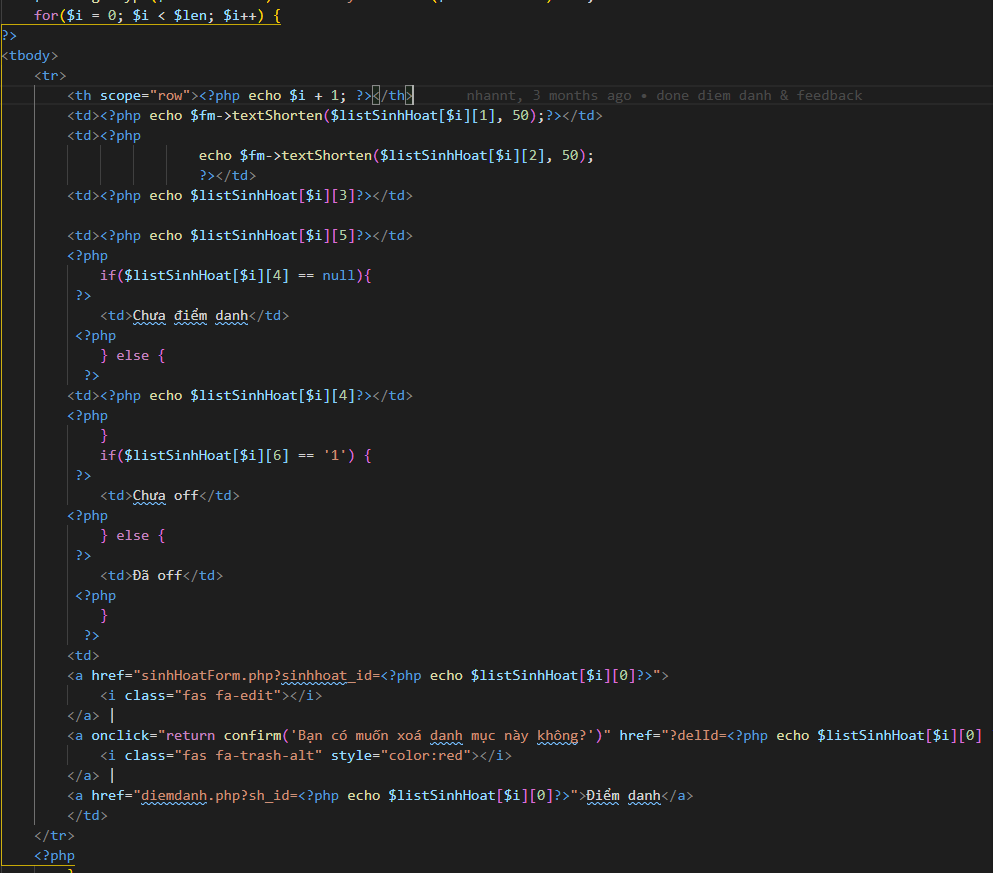 for($i = 0; $i < $len; $i++) {
?>
<tbody>
<tr>
<th scope="row"><?php echo $i + 1; ?></th> nhannt, 3 months ago • done diem danh & feedback
<td><?php echo $fm->textShorten($listSinhHoat[$i][1], 50);?></td>
<td><?php
echo $fm->textShorten($listSinhHoat[$i][2], 50);
?></td>
<td><?php echo $listSinhHoat[$i][3]?></td>
<td><?php echo $listSinhHoat[$i][5]?></td>
<?php
if($listSinhHoat[$i][4] == null){
?>
<td>Chưa điểm danh</td>
<?php
} else {
?>
<td><?php echo $listSinhHoat[$i][4]?></td>
<?php
}
if($listSinhHoat[$i][6] == '1') {
?>
<td>Chưa off</td>
<?php
} else {
?>
<td>Đã off</td>
<?php
}
?>
<td>
<a href="sinhHoatForm.php?sinhhoat_id=<?php echo $listSinhHoat[$i][0]?>">
<i class="fas fa-edit"></i>
</a> |
<a onclick="return confirm('Bạn có muốn xoá danh mục này không?')" href="?delId=<?php echo $listSinhHoat[$i][0]
<i class="fas fa-trash-alt" style="color:red"></i>
</a> |
<a href="diemdanh.php?sh_id=<?php echo $listSinhHoat[$i][0]?>">Điểm danh</a>
</td>
</tr>
<?php